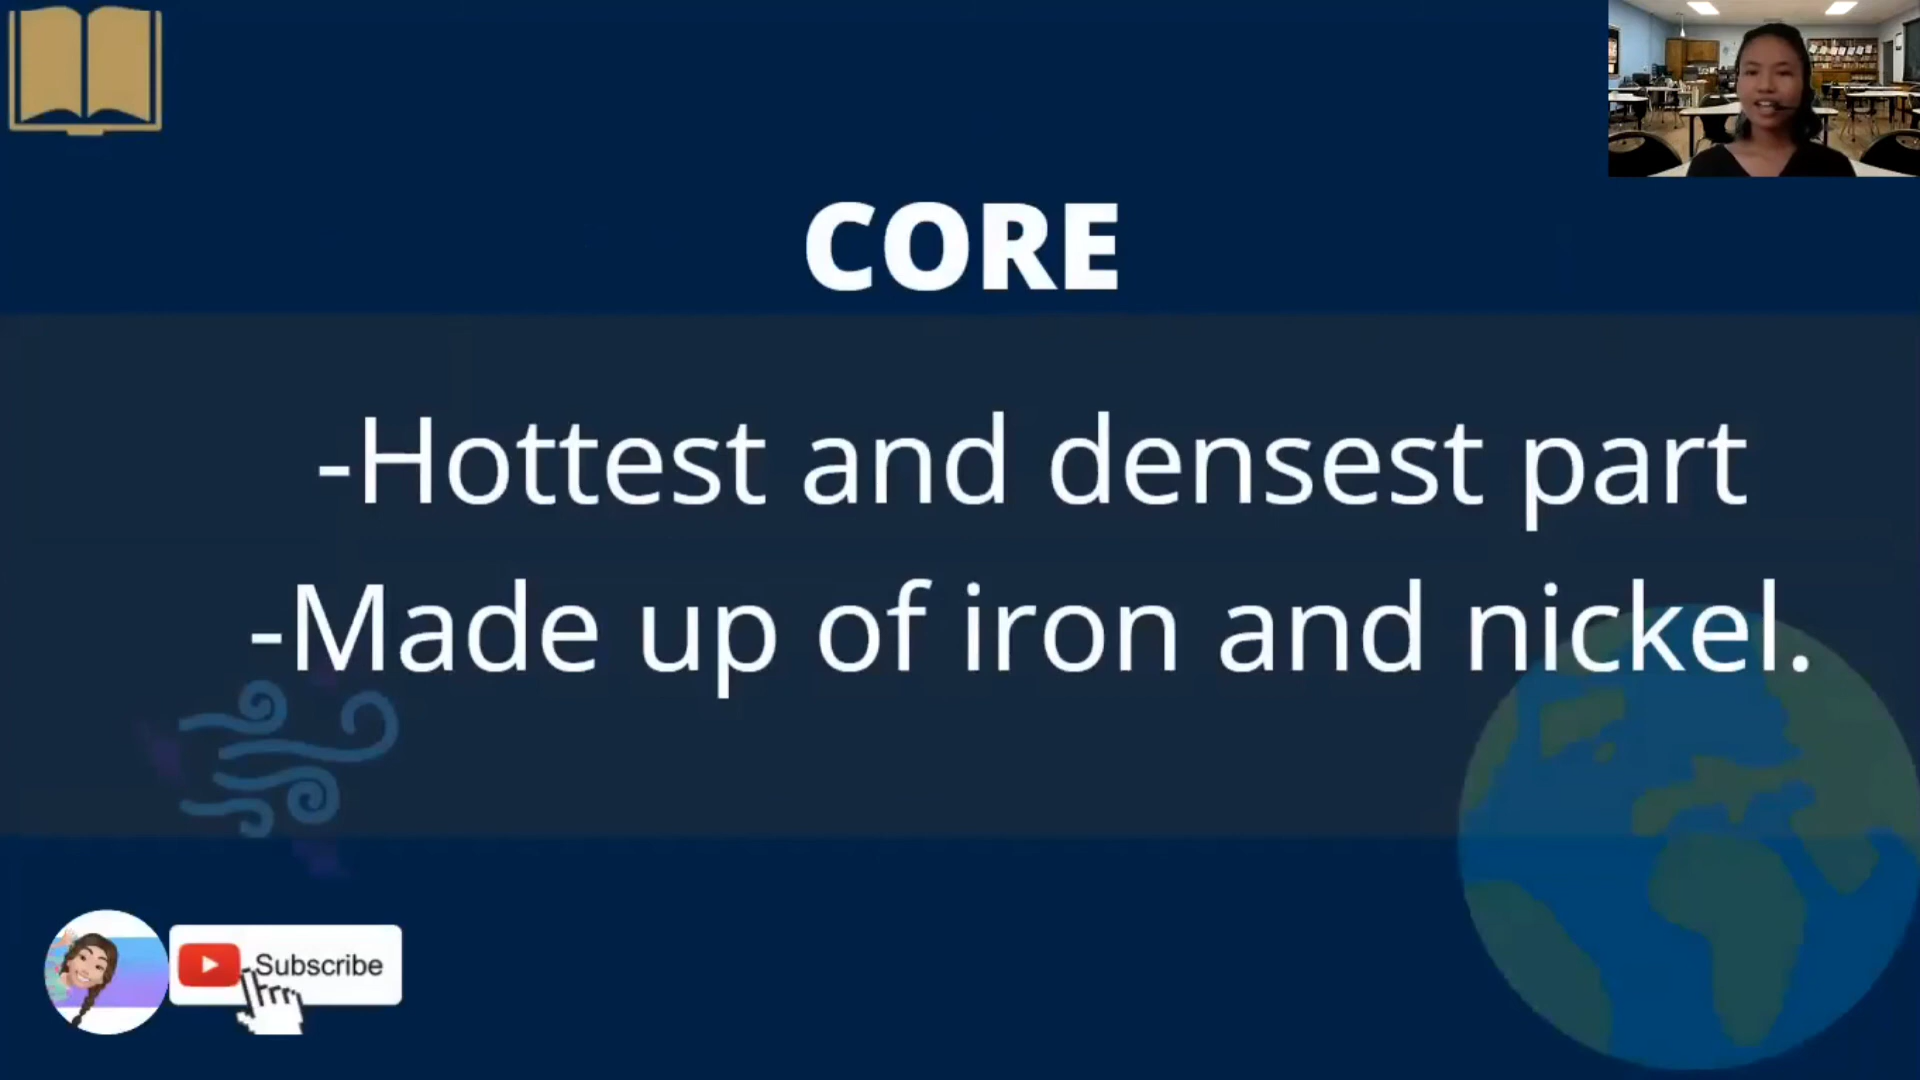 CORE
-Hottest and densest part
-Made up of iron and nickel.
Subscribe